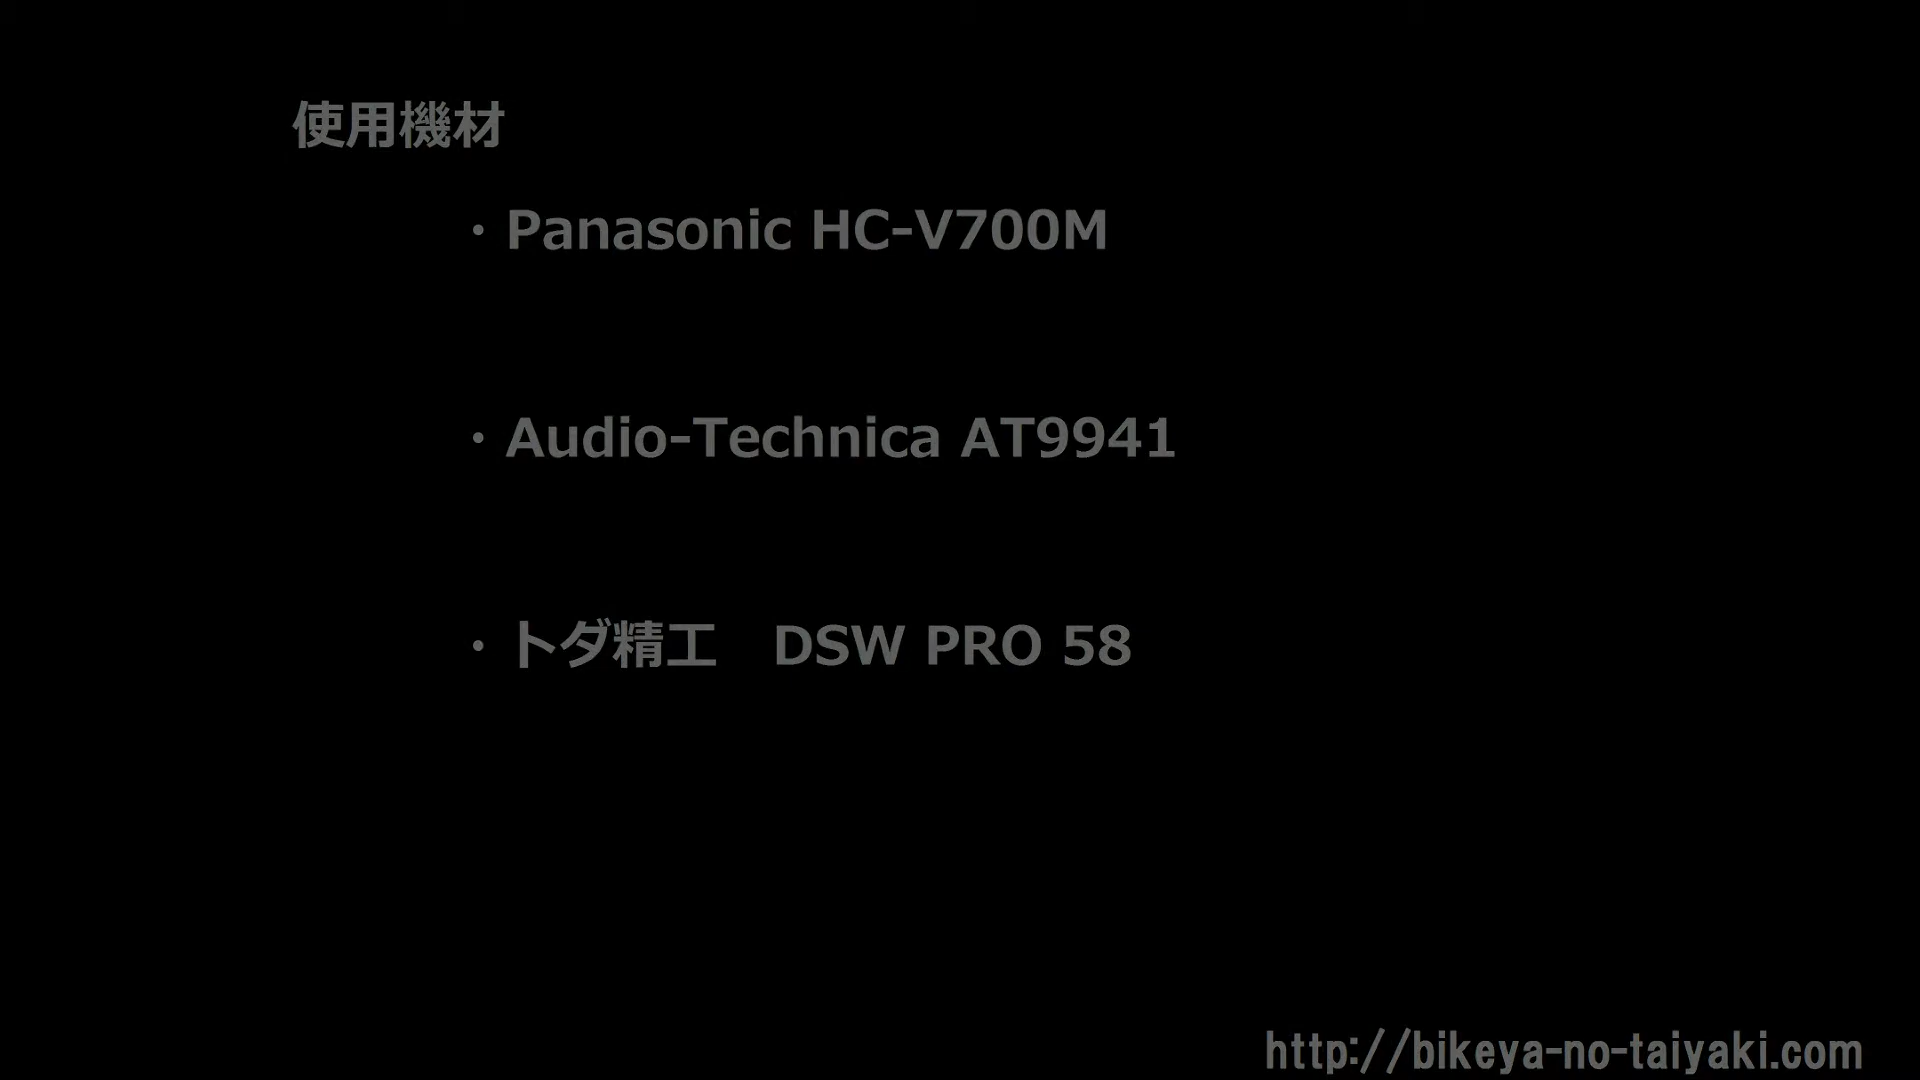 使用機材
・Panasonic HC-V700M
・Audio-Technica AT9941
・トダ精工　DSW PRO 58
http://bikeya-no-taiyaki.com